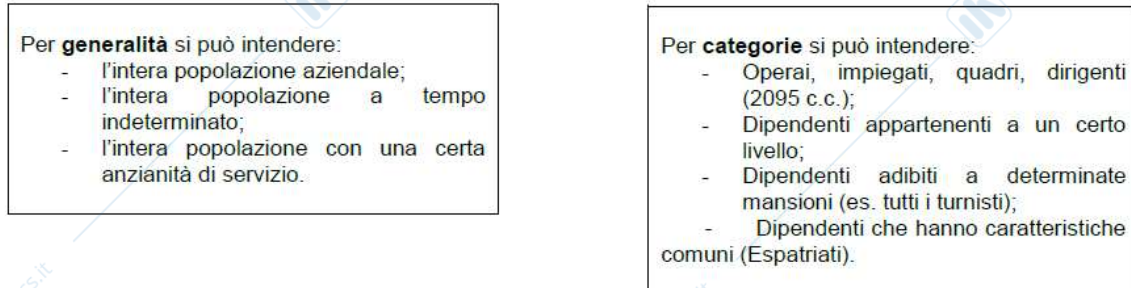 Per generalità si può intendere:
- l'intera popolazione aziendale;
- l'intera popolazione a tempo
indeterminato;
- l'intera popolazione con una certa
anzianità di servizio.
Per categorie si può intendere:
- Operai, impiegati, quadri, dirigenti
(2095 c.c.);
- Dipendenti appartenenti a un certo
livello;
- Dipendenti adibiti a determinate
mansioni (es. tutti i turnisti);
- Dipendenti che hanno caratteristiche
comuni (Espatriati).